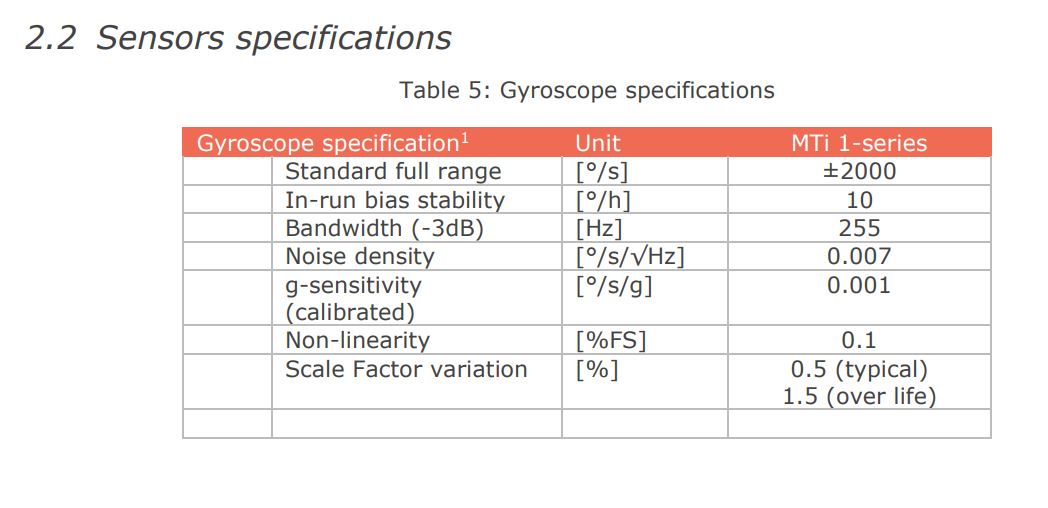 2.2 Sensors specifications
Table 5: Gyroscope specifications
Gyroscope specification¹ Unit MTi 1-series
Standard full range [°/s] ±2000
In-run bias stability [°/h] 10
Bandwidth (-3dB) [Hz] 255
Noise density [°/s/√Hz] 0.007
g-sensitivity [°/s/g] 0.001
(calibrated)
Non-linearity [%FS] 0.1
Scale Factor variation [%] 0.5 (typical)
1.5 (over life)